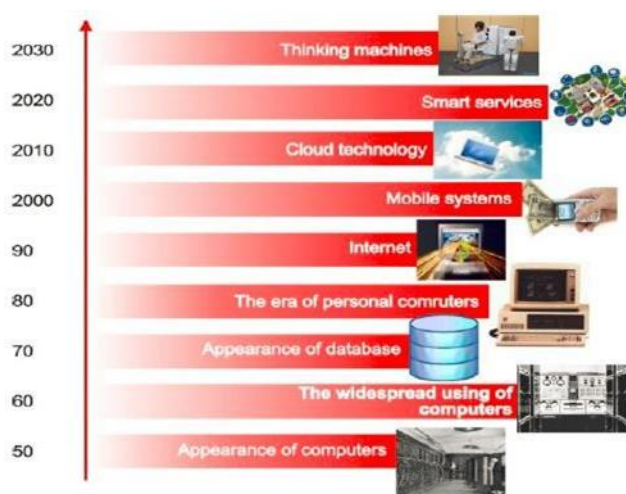 2030
Thinking machines
2020
Smart services
2010
Cloud technology
2000
Mobile systems
90
Internet
80
The era of personal comruters
70
Appearance of database
60
The widespread using of
computers
50
Appearance of computers